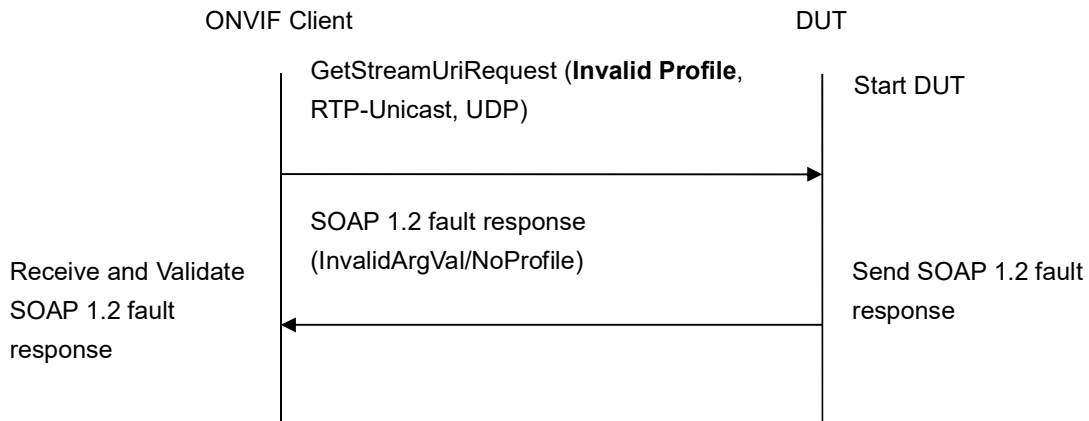 ONVIF Client
DUT
GetStreamUriRequest (Invalid Profile,
RTP-Unicast, UDP)
Start DUT
SOAP 1.2 fault response
(InvalidArgVal/NoProfile)
Receive and Validate
SOAP 1.2 fault
response
Send SOAP 1.2 fault
response